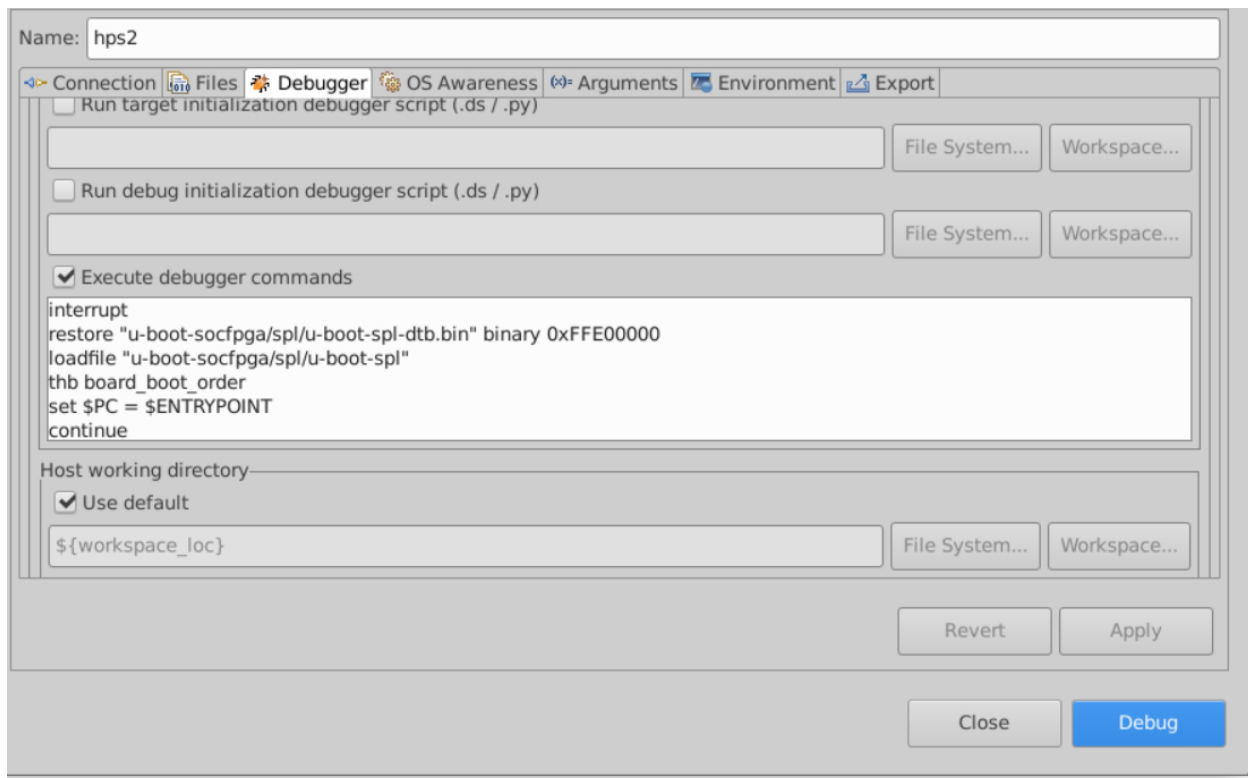 Name: hps2
Connection Files Debugger OS Awareness (x)= Arguments Environment Export
Run target initialization debugger script (.ds / .py)
File System... Workspace...
Run debug initialization debugger script (.ds / .py)
File System... Workspace...
Execute debugger commands
interrupt
restore "u-boot-socfpga/spl/u-boot-spl-dtb.bin" binary 0xFFE00000
loadfile "u-boot-socfpga/spl/u-boot-spl"
thb board_boot_order
set $PC = $ENTRYPOINT
continue
Host working directory
Use default
${workspace_loc} File System... Workspace...
Revert Apply
Close Debug